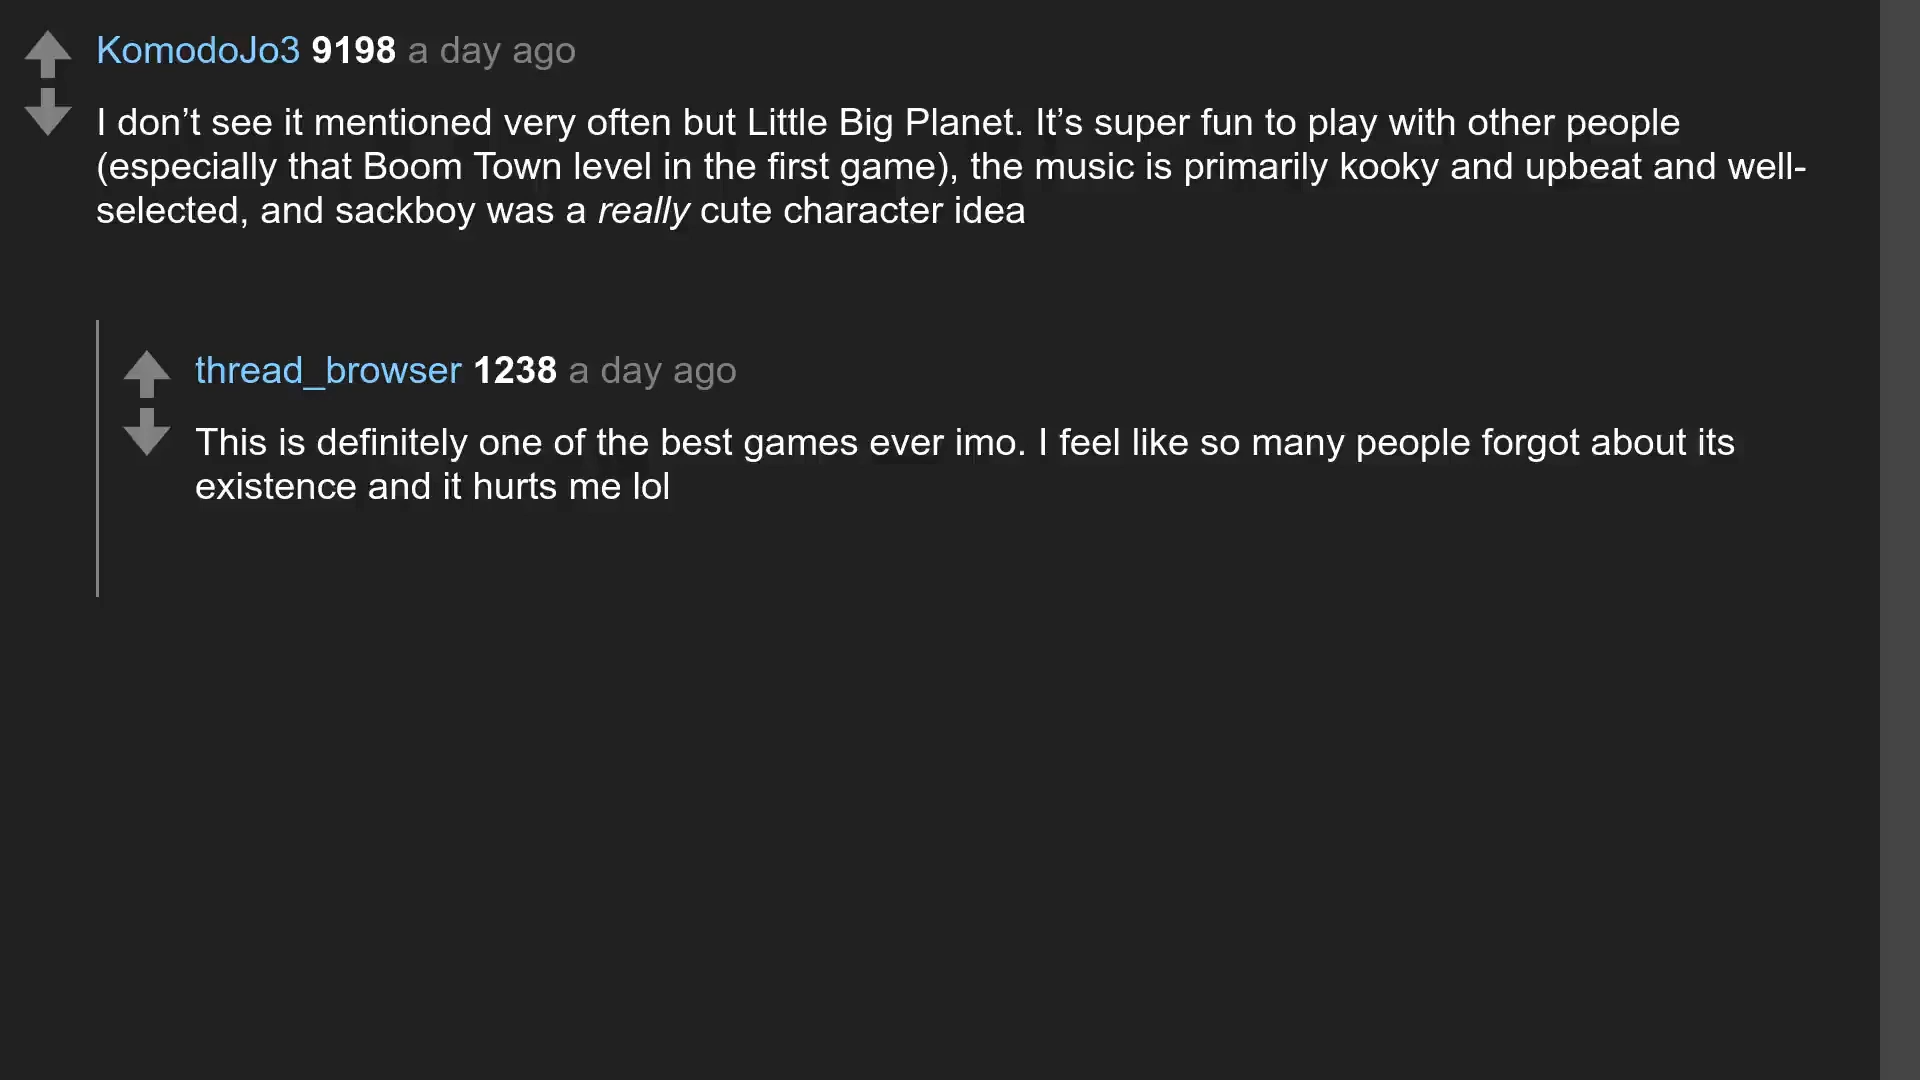 KomodoJo3 9198 a day ago
I don’t see it mentioned very often but Little Big Planet. It’s super fun to play with other people
(especially that Boom Town level in the first game), the music is primarily kooky and upbeat and well-
selected, and sackboy was a really cute character idea
thread_browser 1238 a day ago
This is definitely one of the best games ever imo. I feel like so many people forgot about its
existence and it hurts me lol